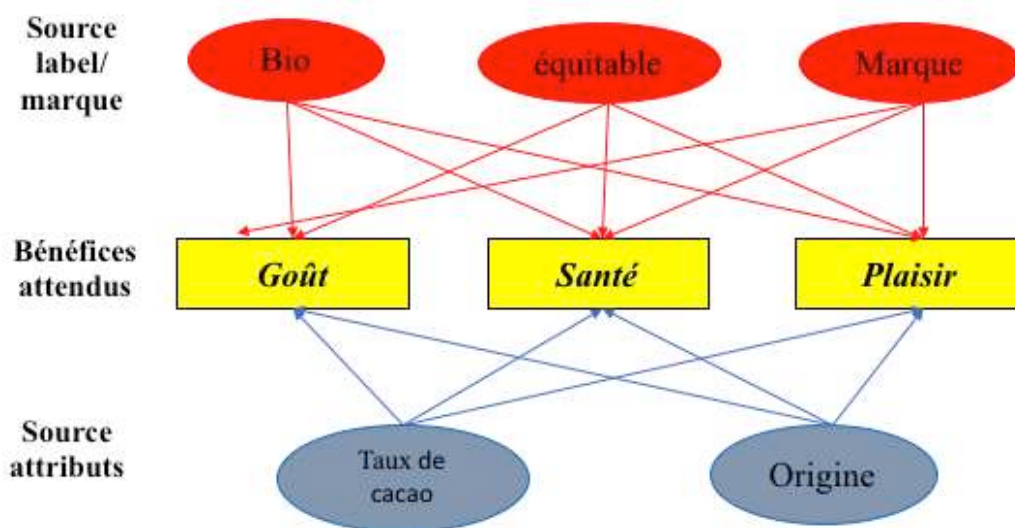 Source
label/
marque
Bio
équitable
Marque
Bénéfices
attendus
Goût
Santé
Plaisir
Source
attributs
Taux de
cacao
Origine